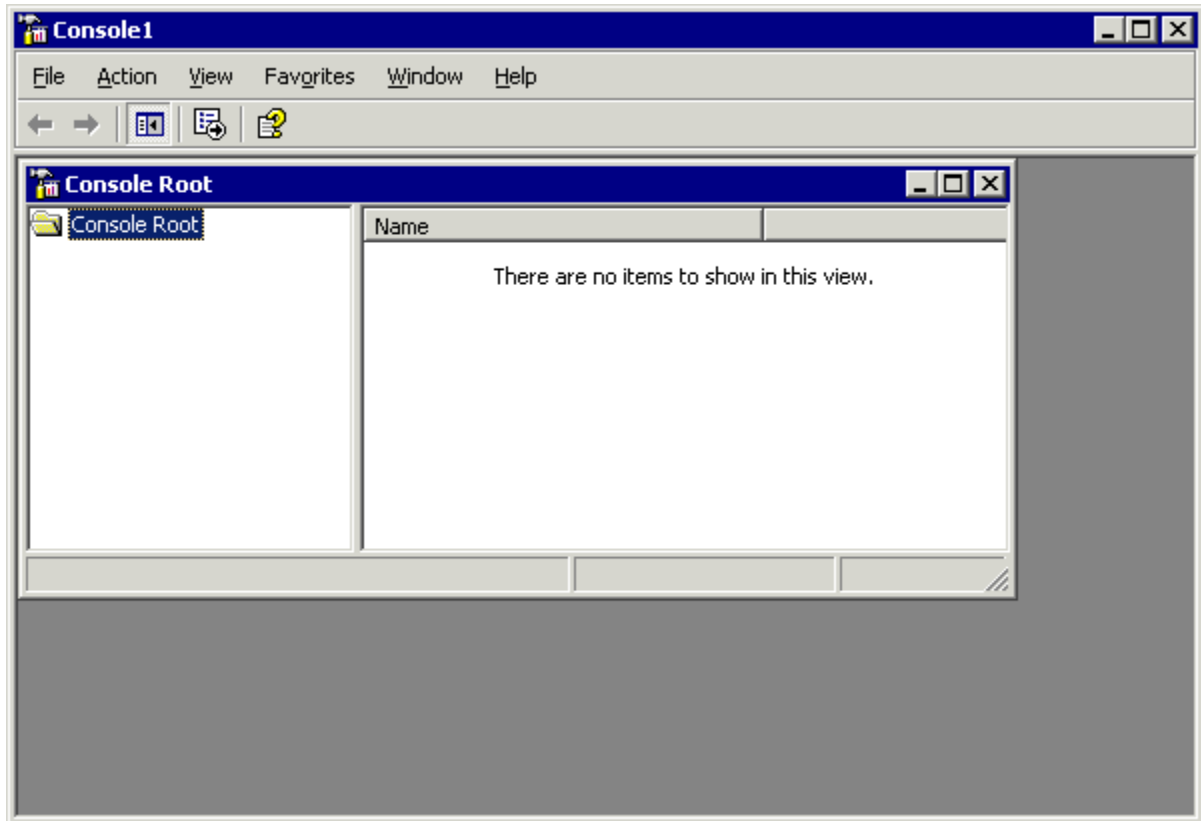 Console1
File Action View Favorites Window Help
Console Root
Console Root
Name
There are no items to show in this view.